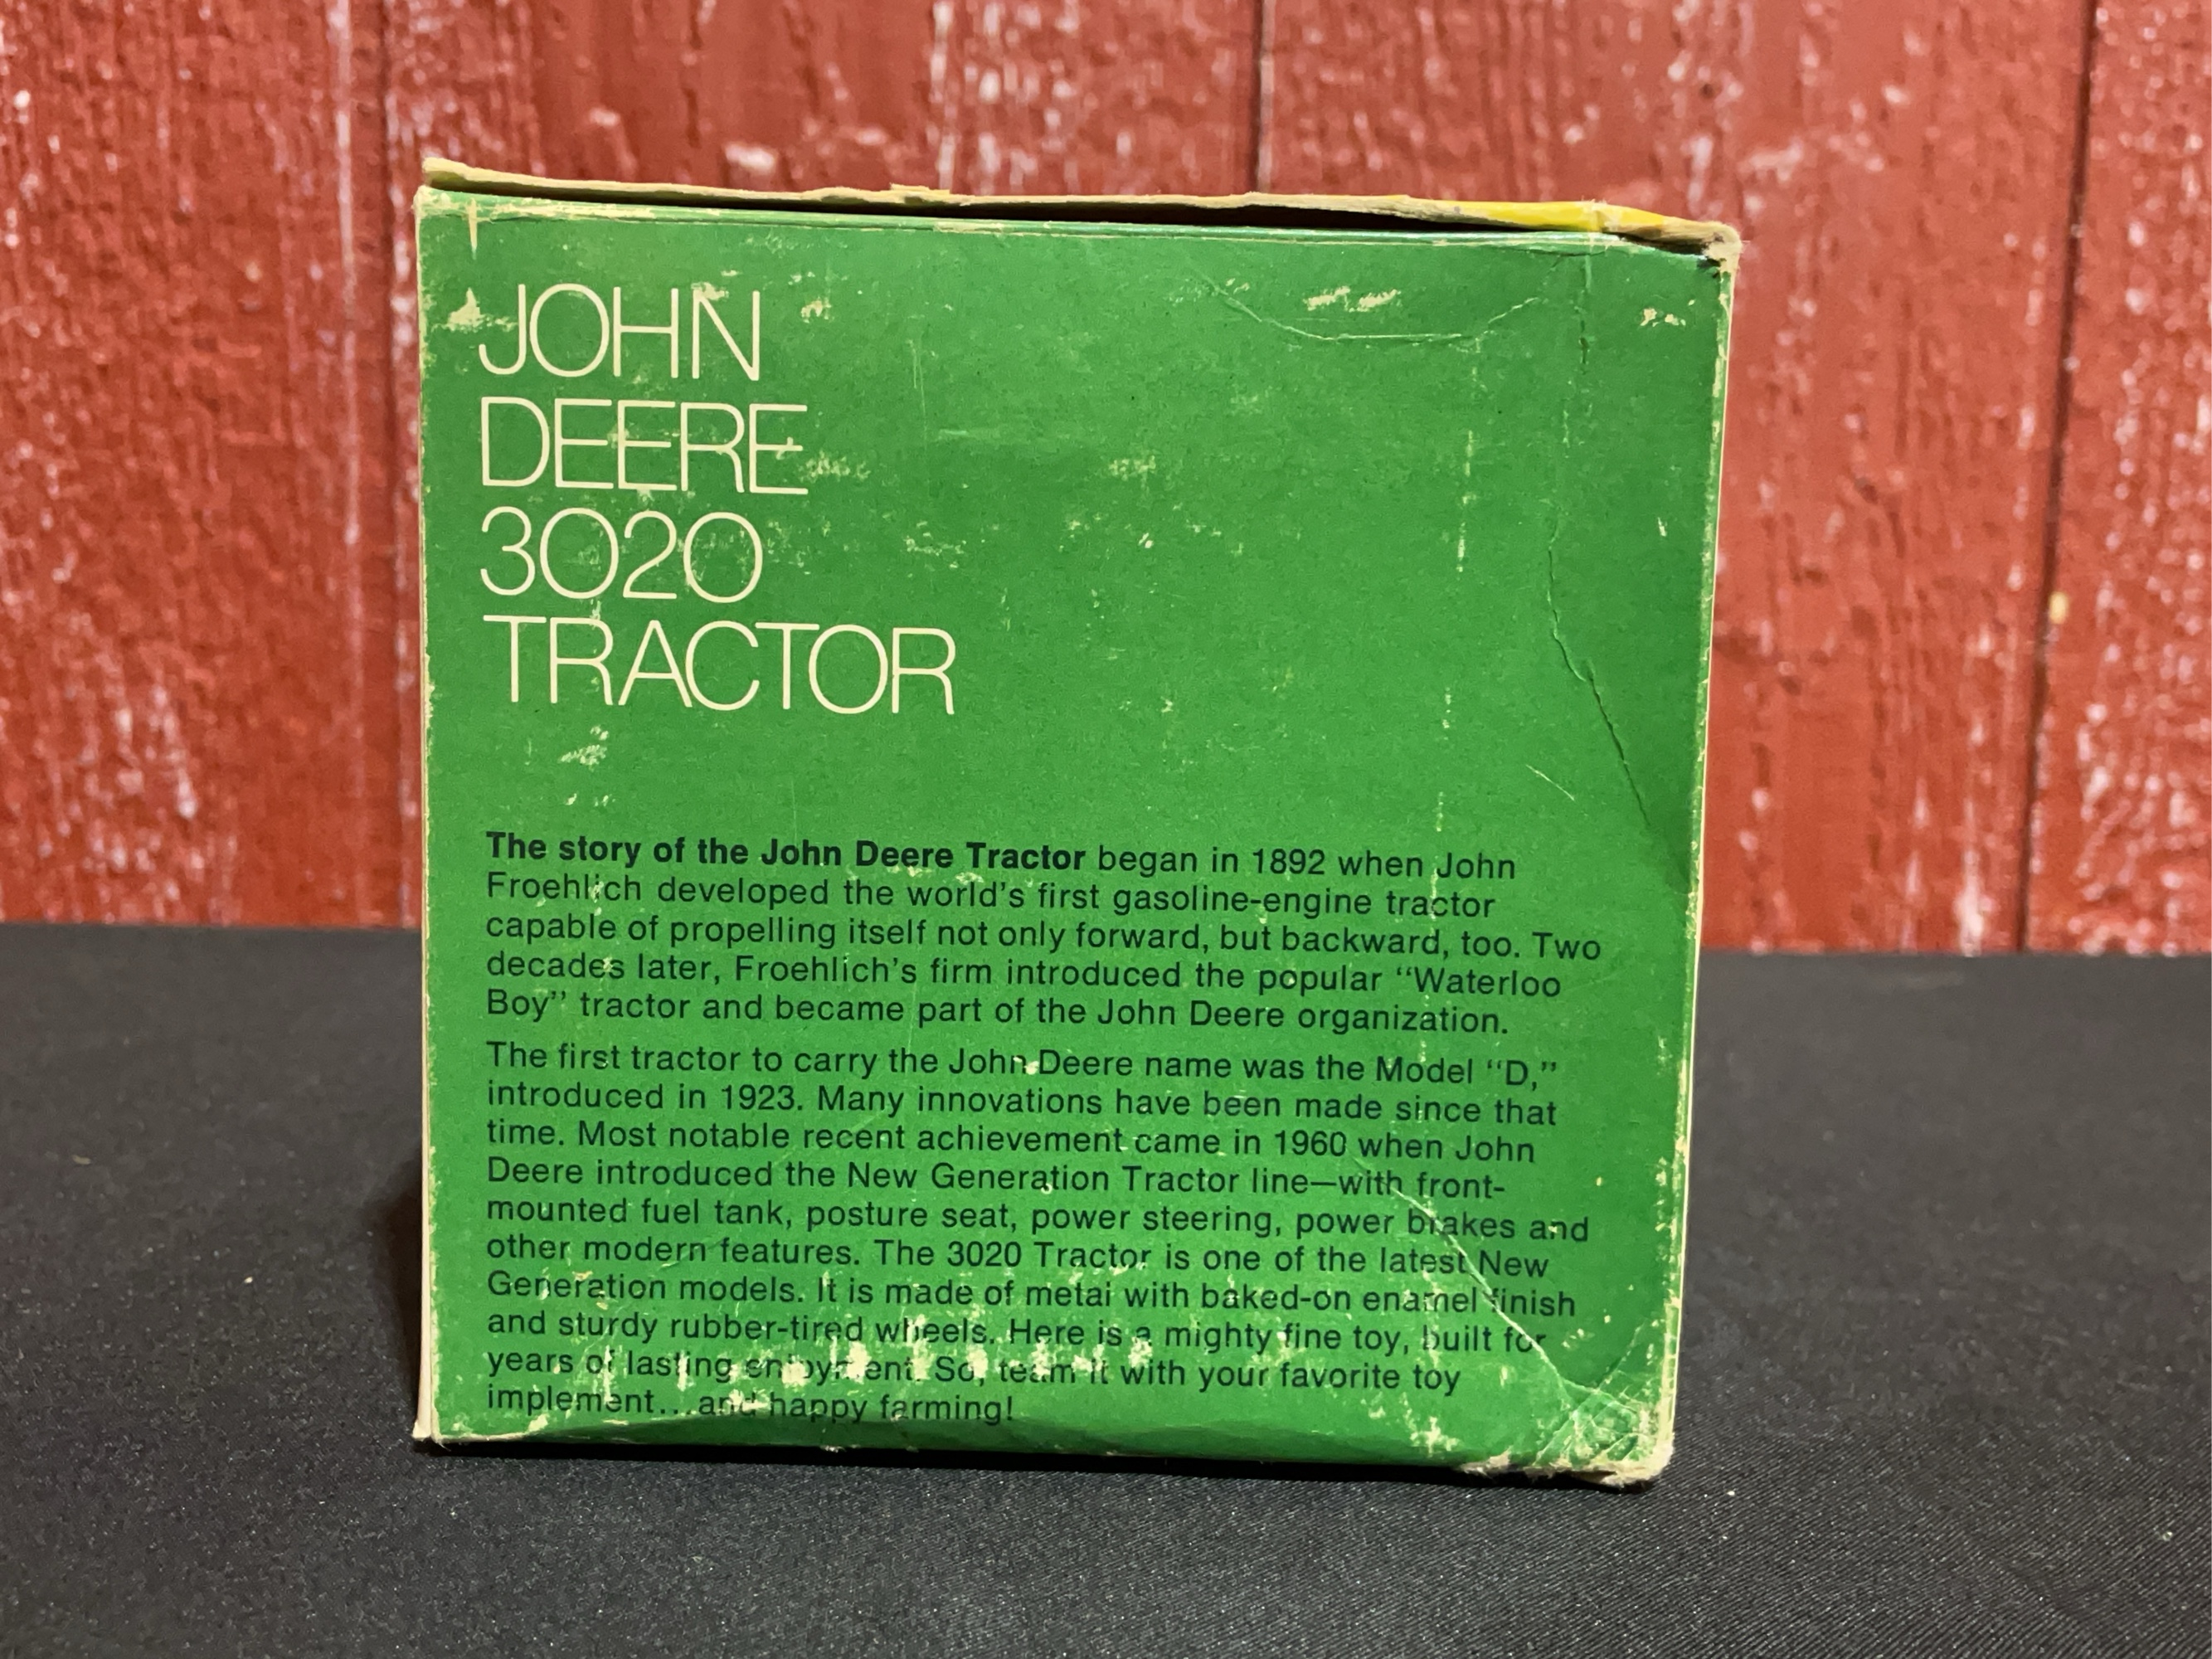 JOHN
DEERE
3020
TRACTOR
The story of the John Deere Tractor began in 1892 when John
Froehlich developed the world's first gasoline-engine tractor
capable of propelling itself not only forward, but backward, too. Two
decades later, Froehlich's firm introduced the popular “Waterloo
Boy” tractor and became part of the John Deere organization.
The first tractor to carry the John Deere name was the Model “D,”
introduced in 1923. Many innovations have been made since that
time. Most notable recent achievement came in 1960 when John
Deere introduced the New Generation Tractor line—with front-
mounted fuel tank, posture seat, power steering, power brakes and
other modern features. The 3020 Tractor is one of the latest New
Generation models. It is made of metal with baked-on enamel finish
and sturdy rubber-tired wheels. Here is a mighty fine toy, built for
years of lasting enjoyment. So, team it with your favorite toy
implement...and happy farming!